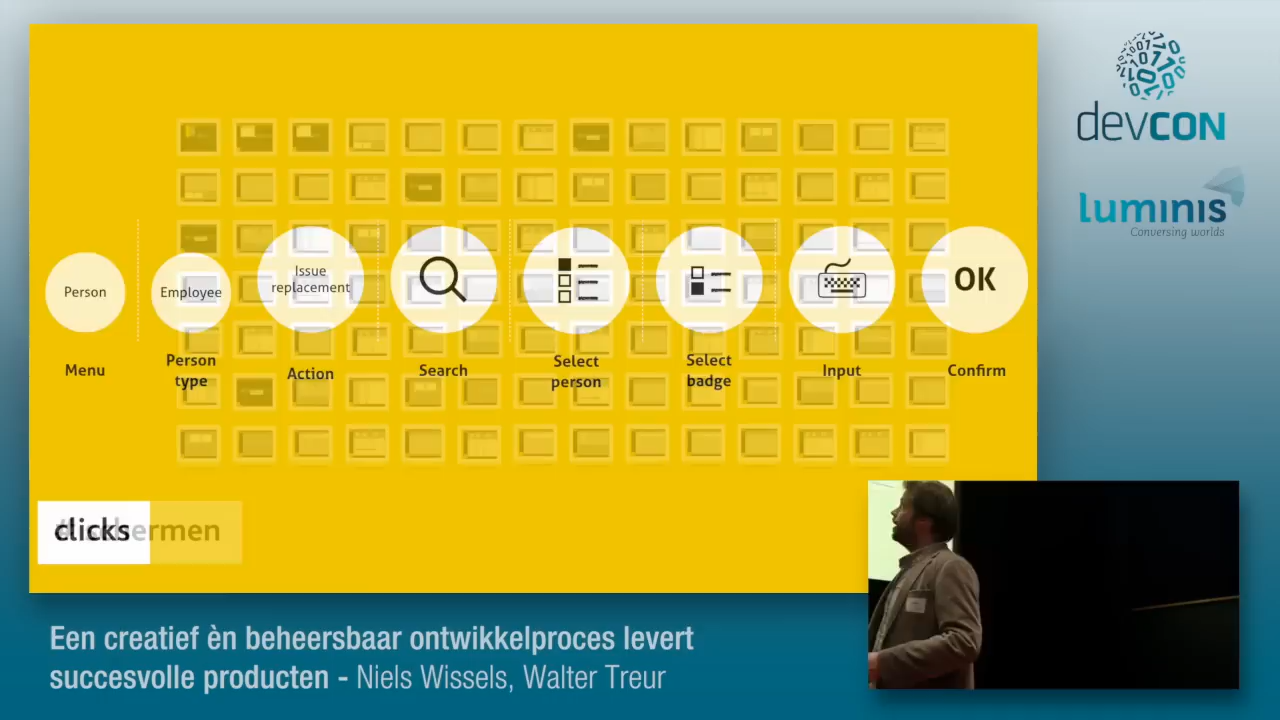 devCON
luminis
Conversing worlds
Person
Employee
Issue
replacement
OK
Menu
Person
type
Action
Search
Select
person
Select
badge
Input
Confirm
clicks
Een creatief èn beheersbaar ontwikkelproces levert
succesvolle producten - Niels Wissels, Walter Treur